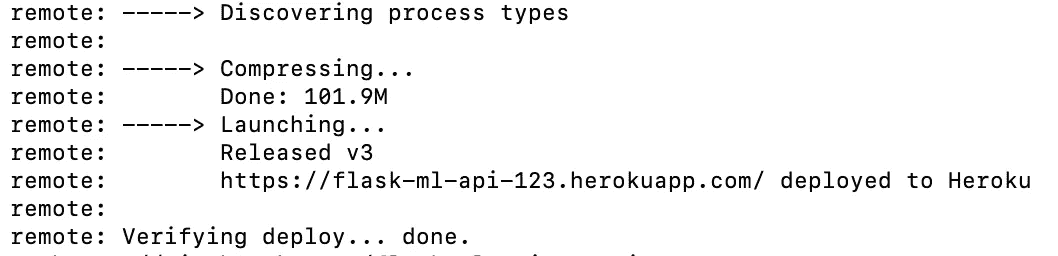 remote: -----> Discovering process types
remote:
remote: -----> Compressing...
remote:        Done: 101.9M
remote: -----> Launching...
remote:        Released v3
remote:        https://flask-ml-api-123.herokuapp.com/ deployed to Heroku
remote:
remote: Verifying deploy... done.